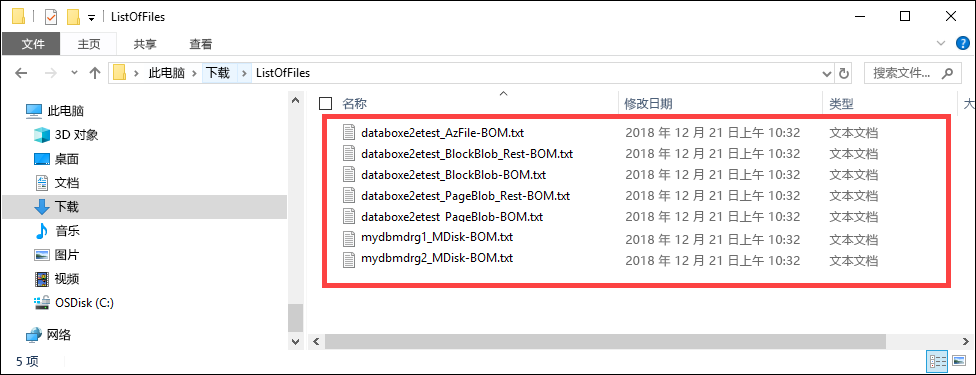 ListOfFiles
文件 主页 共享 查看
此电脑 下载 ListOfFiles 搜索文件...
名称 修改日期 类型 大
此电脑
3D 对象
桌面
文档
下载
音乐
图片
视频
OSDisk (C:)
网络
databoxe2etest_AzFile-BOM.txt 2018 年 12 月 21 日上午 10:32 文本文档
databoxe2etest_BlockBlob_Rest-BOM.txt 2018 年 12 月 21 日上午 10:32 文本文档
databoxe2etest_BlockBlob-BOM.txt 2018 年 12 月 21 日上午 10:32 文本文档
databoxe2etest_PageBlob_Rest-BOM.txt 2018 年 12 月 21 日上午 10:32 文本文档
databoxe2etest_PageBlob-BOM.txt 2018 年 12 月 21 日上午 10:32 文本文档
mydbmdrg1_MDisk-BOM.txt 2018 年 12 月 21 日上午 10:32 文本文档
mydbmdrg2_MDisk-BOM.txt 2018 年 12 月 21 日上午 10:32 文本文档
5 项